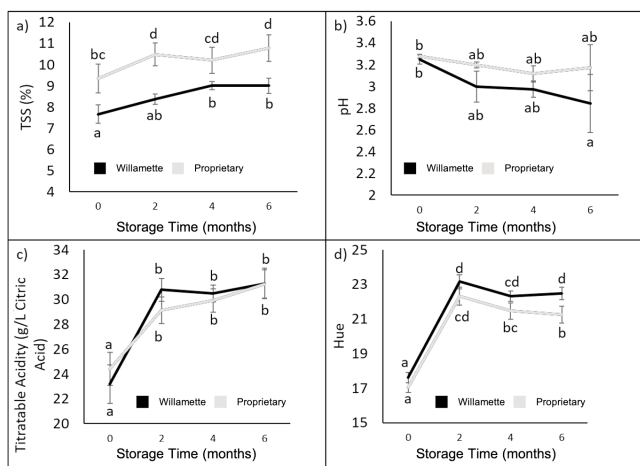 a)
TSS (%)
12
11
10
9
8
7
6
5
4
bc
d
cd
d
a
ab
b
b
Willamette
Proprietary
0
2
4
6
Storage Time (months)
b)
pH
3.6
3.4
3.2
3
2.8
2.6
2.4
2.2
2
b
ab
ab
ab
b
ab
ab
a
Willamette
Proprietary
0
2
4
6
Storage Time (months)
c)
Titratable Acidity (g/L Citric
Acid)
34
32
30
28
26
24
22
20
a
b
b
b
a
b
b
b
Willamette
Proprietary
0
2
4
6
Storage Time (months)
d)
Hue
25
23
21
19
17
15
a
d
cd
d
a
cd
bc
b
Willamette
Proprietary
0
2
4
6
Storage Time (months)